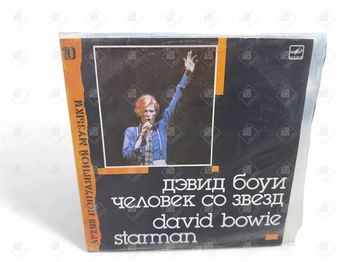 10
АРХИВ ПОПУЛЯРНОЙ МУЗЫКИ
дэвид боуи
человек со звезд
david bowie
starman